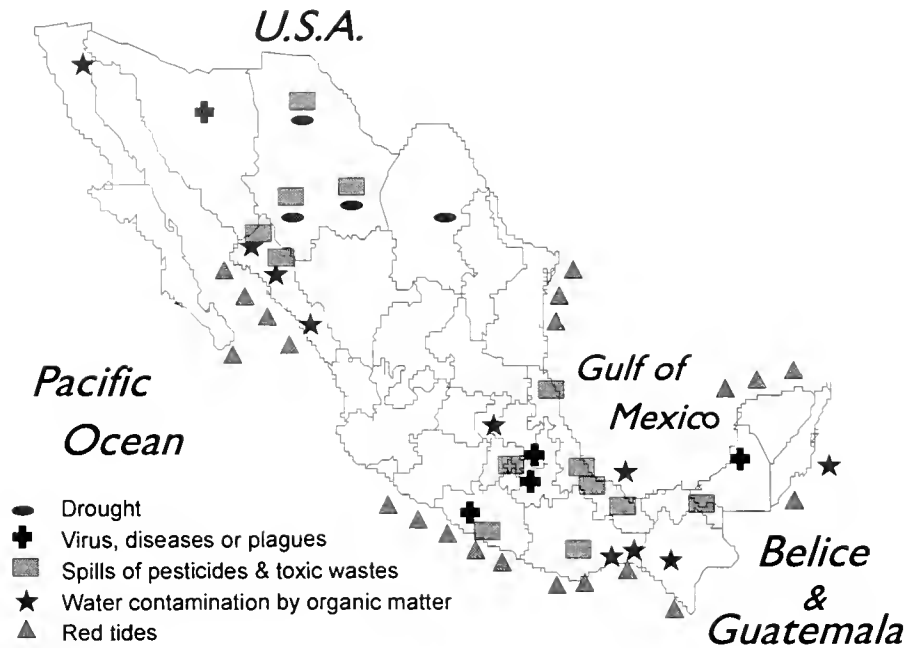 U.S.A.
Gulf of
Mexico
Pacific
Ocean
Drought
Virus, diseases or plagues
Spills of pesticides & toxic wastes
Water contamination by organic matter
Red tides
Belice
&
Guatemala